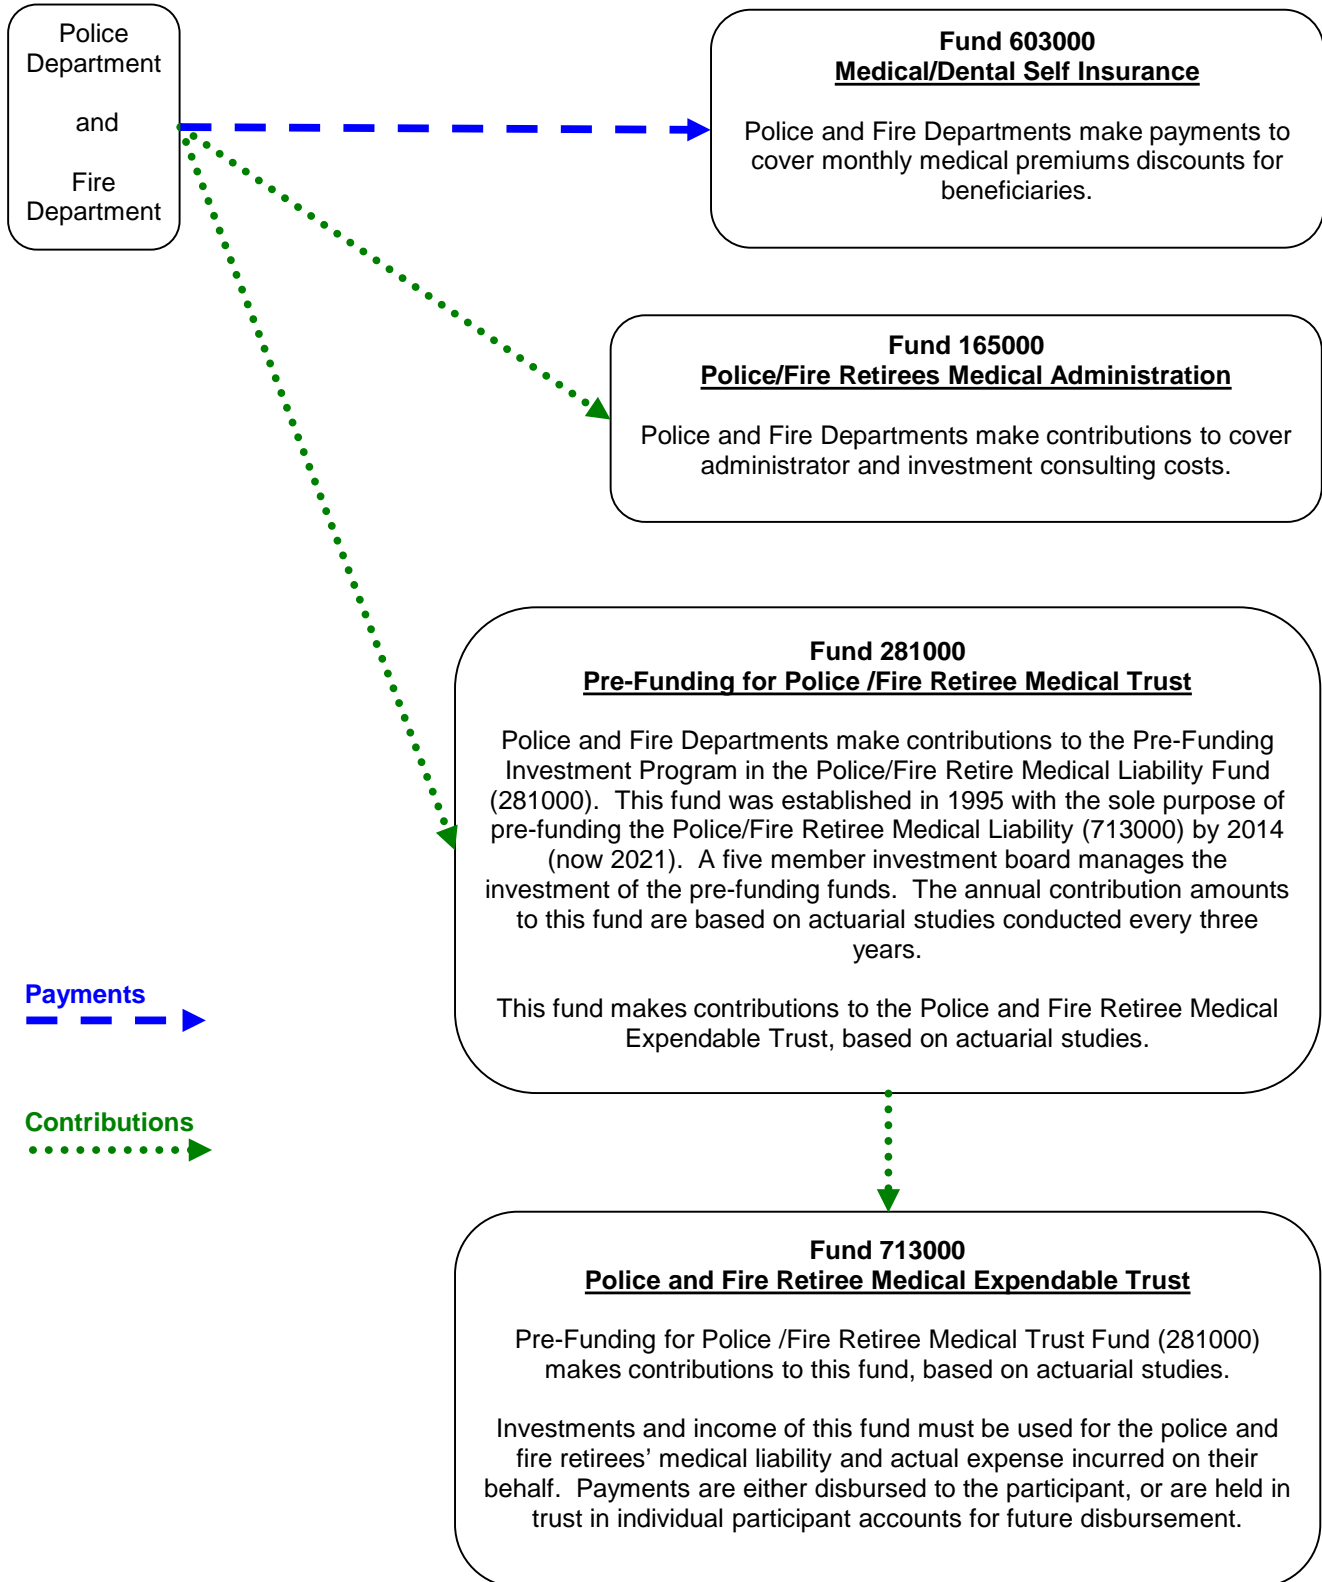 Police
Department
and
Fire
Department
Fund 603000
Medical/Dental Self Insurance
Police and Fire Departments make payments to
cover monthly medical premiums discounts for
beneficiaries.
Fund 165000
Police/Fire Retirees Medical Administration
Police and Fire Departments make contributions to cover
administrator and investment consulting costs.
Fund 281000
Pre-Funding for Police /Fire Retiree Medical Trust
Police and Fire Departments make contributions to the Pre-Funding
Investment Program in the Police/Fire Retire Medical Liability Fund
(281000).  This fund was established in 1995 with the sole purpose of
pre-funding the Police/Fire Retiree Medical Liability (713000) by 2014
(now 2021).  A five member investment board manages the
investment of the pre-funding funds.  The annual contribution amounts
to this fund are based on actuarial studies conducted every three
years.
This fund makes contributions to the Police and Fire Retiree Medical
Expendable Trust, based on actuarial studies.
Payments
Contributions
Fund 713000
Police and Fire Retiree Medical Expendable Trust
Pre-Funding for Police /Fire Retiree Medical Trust Fund (281000)
makes contributions to this fund, based on actuarial studies.
Investments and income of this fund must be used for the police and
fire retirees’ medical liability and actual expense incurred on their
behalf.  Payments are either disbursed to the participant, or are held in
trust in individual participant accounts for future disbursement.